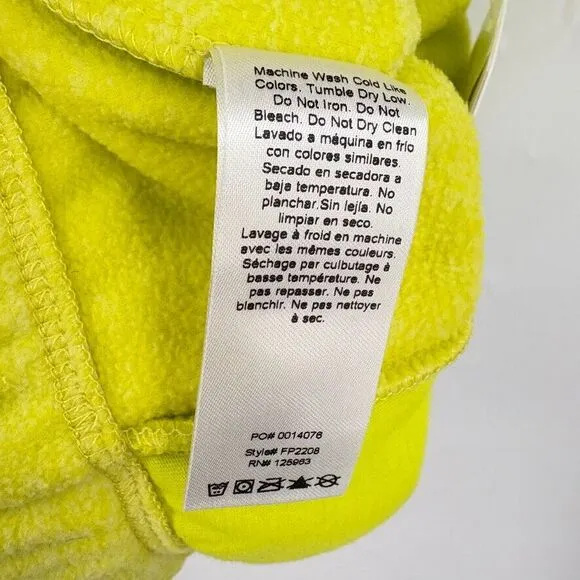 Machine Wash Cold Like
Colors. Tumble Dry Low.
Do Not Iron. Do Not
Bleach. Do Not Dry Clean
Lavado a máquina en frío
con colores similares.
Secado en secadora a
baja temperatura. No
planchar.Sin lejía. No
limpiar en seco.
Lavage à froid en machine
avec les mêmes couleurs.
Séchage par culbutage à
basse température. Ne
pas repasser. Ne pas
blanchir. Ne pas nettoyer
à sec.
PO# 0014076
Style# FP2208
RN# 125963